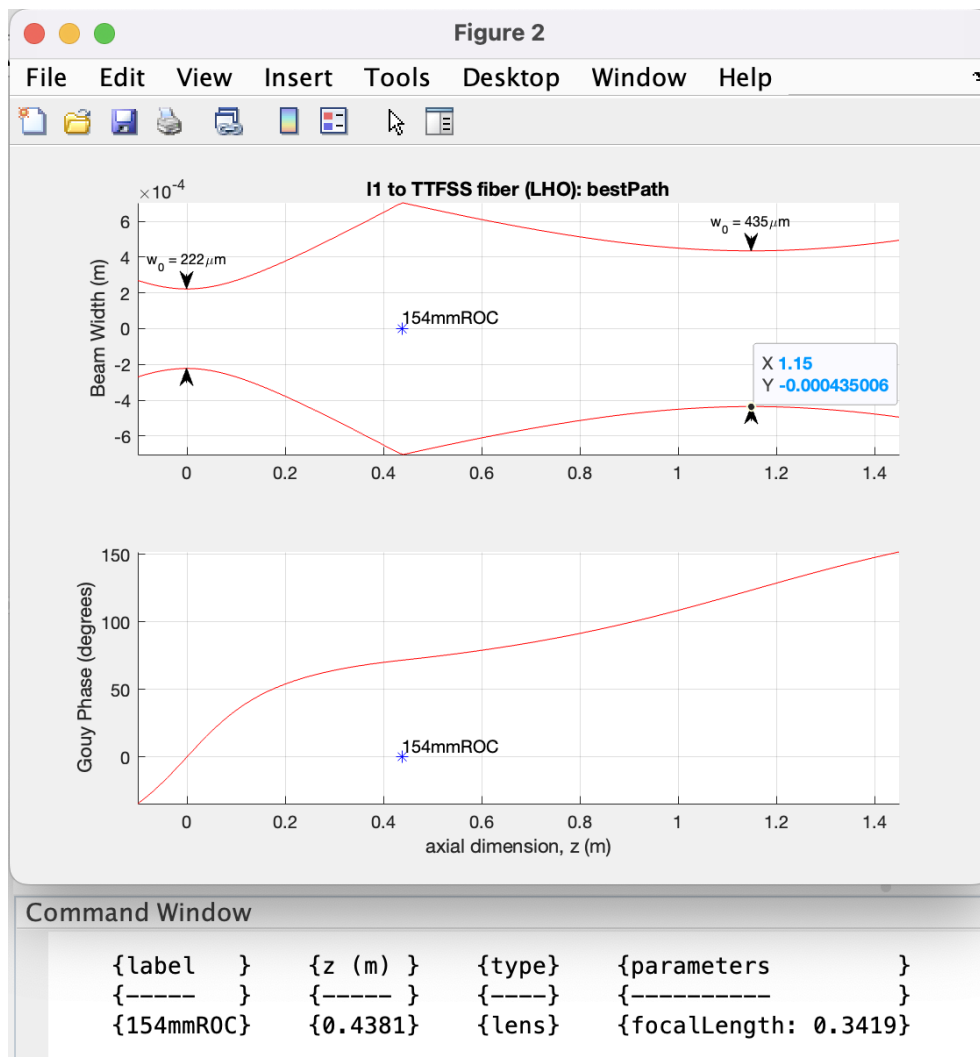 Figure 2
File Edit View Insert Tools Desktop Window Help
×10-4
l1 to TTFSS fiber (LHO): bestPath
6
4
2
0
-2
-4
-6
Beam Width (m)
w0 = 222μm
w0 = 435μm
154mmROC
X 1.15
Y -0.000435006
0 0.2 0.4 0.6 0.8 1 1.2 1.4
150
100
50
0
Gouy Phase (degrees)
154mmROC
0 0.2 0.4 0.6 0.8 1 1.2 1.4
axial dimension, z (m)
Command Window
{label } {z (m) } {type} {parameters }
{----- } {----- } {----} {---------- }
{154mmROC} {0.4381} {lens} {focalLength: 0.3419}